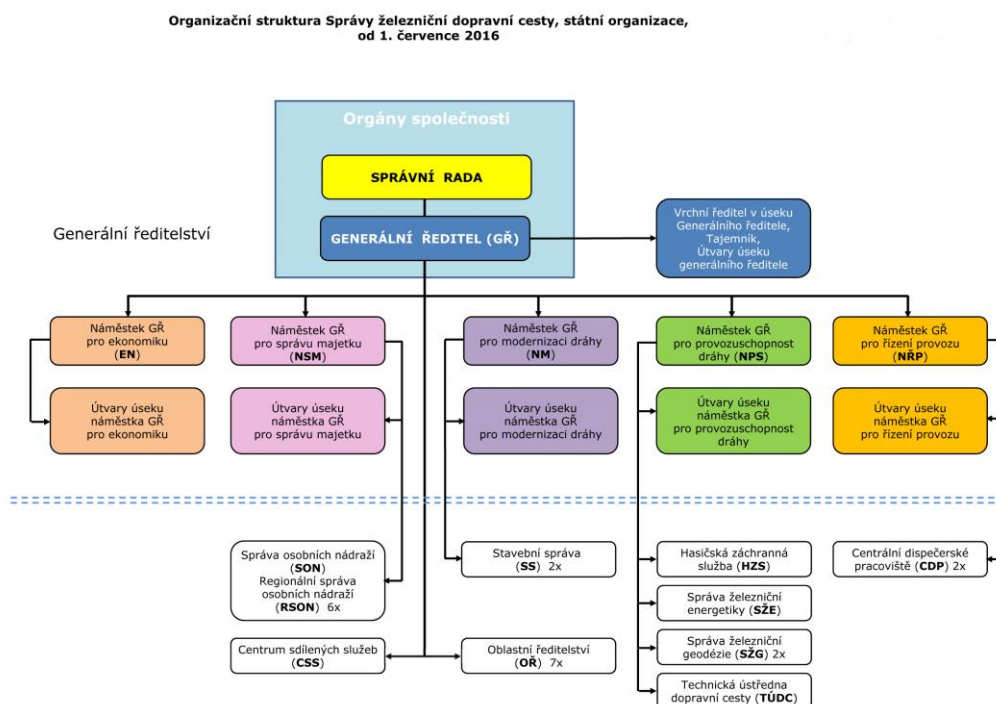 Organizační struktura Správy železniční dopravní cesty, státní organizace,
od 1. července 2016
Orgány společnosti
SPRÁVNÍ RADA
Generální ředitelství
GENERÁLNÍ ŘEDITEL (GŘ)
Vrchní ředitel v úseku
Generálního ředitele,
Tajemník,
Útvary úseku
generálního ředitele
Náměstek GŘ
pro ekonomiku
(EN)
Náměstek GŘ
pro správu majetku
(NSM)
Náměstek GŘ
pro modernizaci dráhy
(NM)
Náměstek GŘ
pro provozuschopnost
dráhy (NPS)
Náměstek GŘ
pro řízení provozu
(NŘP)
Útvary úseku
náměstka GŘ
pro ekonomiku
Útvary úseku
náměstka GŘ
pro správu majetku
Útvary úseku
náměstka GŘ
pro modernizaci dráhy
Útvary úseku
náměstka GŘ
pro provozuschopnost
dráhy
Útvary úseku
náměstka GŘ
pro řízení provozu
Správa osobních nádraží
(SON)
Regionální správa
osobních nádraží
(RSON) 6x
Stavební správa
(SS) 2x
Hasičská záchranná
služba (HZS)
Centrální dispečerské
pracoviště (CDP) 2x
Správa železniční
energetiky (SŽE)
Centrum sdílených služeb
(CSS)
Oblastní ředitelství
(OŘ) 7x
Správa železniční
geodézie (SŽG) 2x
Technická ústředna
dopravní cesty (TÚDC)